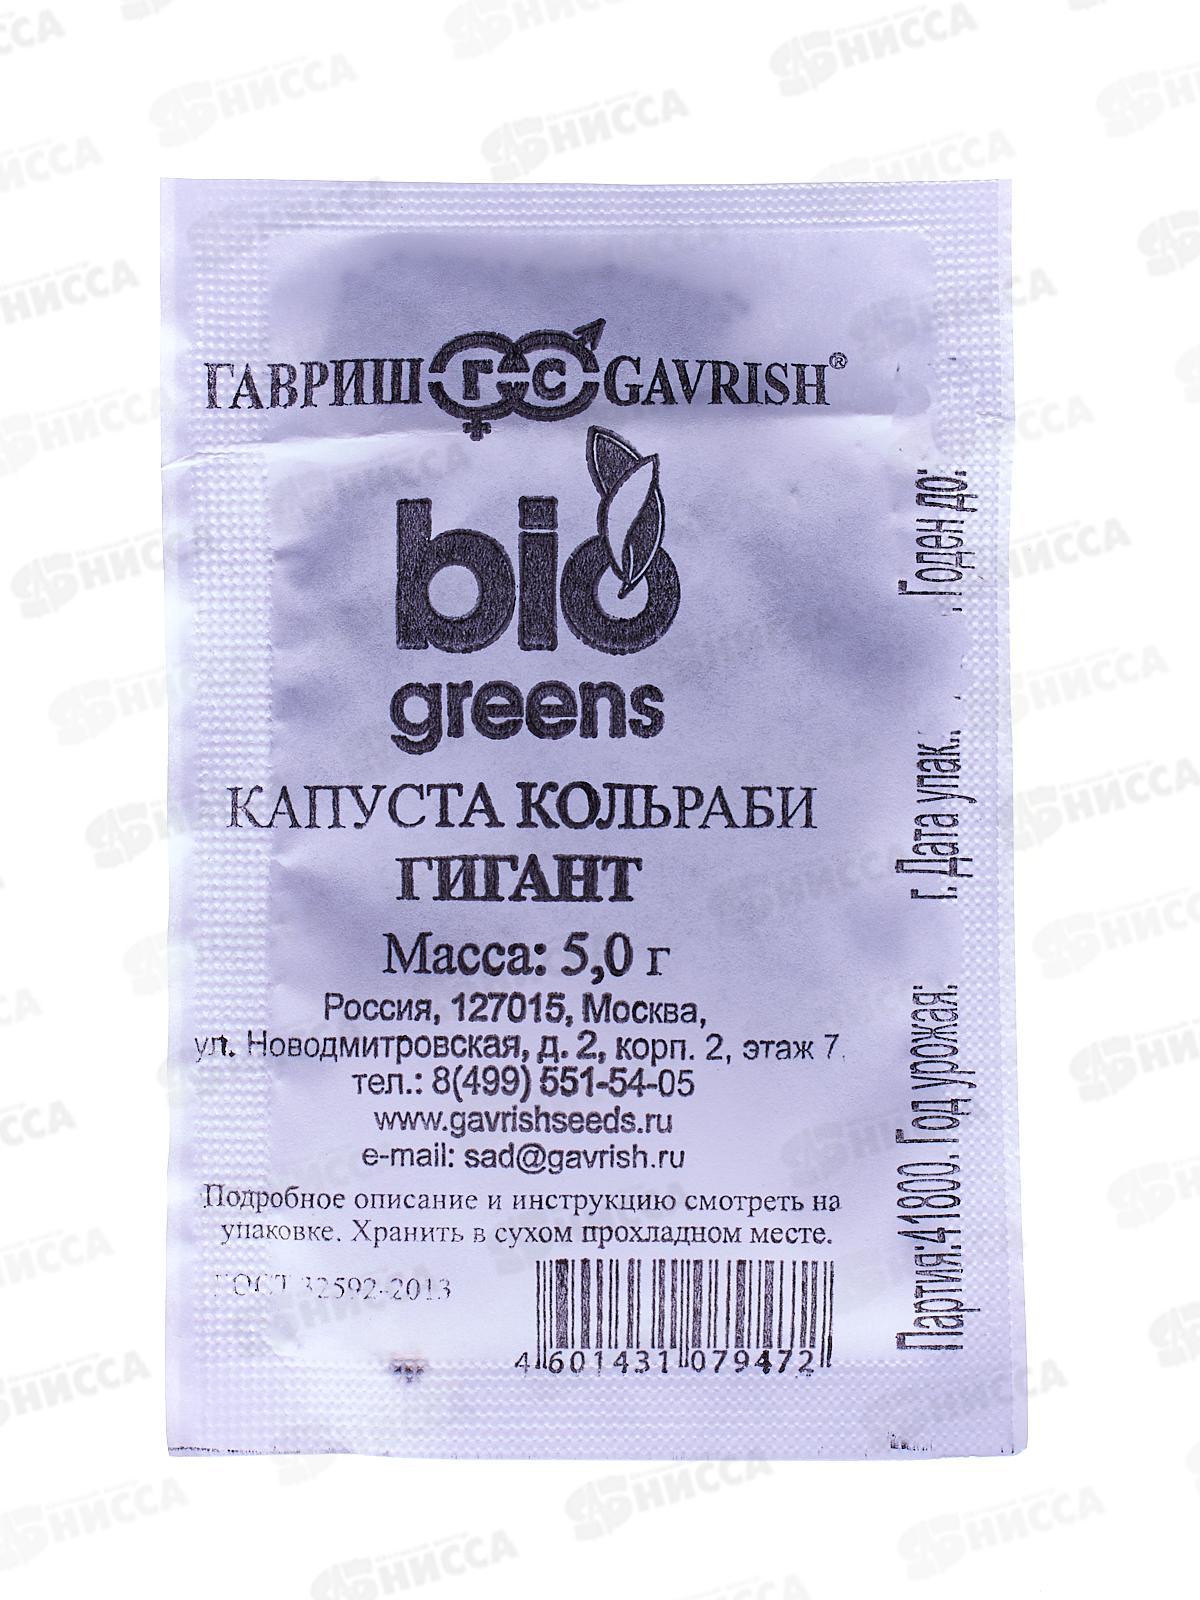 ГАВРИШ ГС GAVRISH®
bio
greens
КАПУСТА КОЛЬРАБИ
ГИГАНТ
Масса: 5,0 г
Россия, 127015, Москва,
ул. Новодмитровская, д. 2, корп. 2, этаж 7.
тел.: 8(499) 551-54-05
www.gavrishseeds.ru
e-mail: sad@gavrish.ru
Подробное описание и инструкцию смотреть на
упаковке. Хранить в сухом прохладном месте.
ГОСТ 32592-2013
4 601431 079472
Партия:41800. Год урожая: г. Дата упак.: .Годен до:
АБНИССА